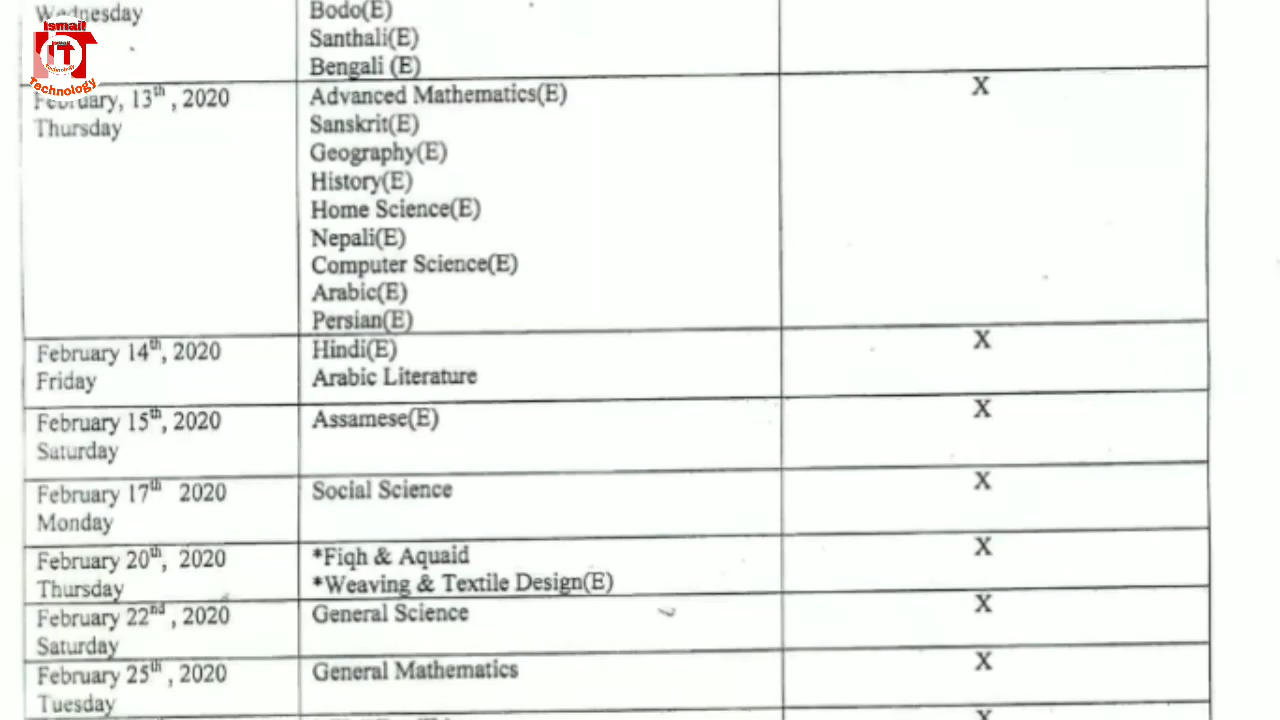 Wednesday
Bodo(E)
Santhali(E)
Bengali (E)
Ismail
IT
Technology
February, 13th , 2020
Thursday
Advanced Mathematics(E)
Sanskrit(E)
Geography(E)
History(E)
Home Science(E)
Nepali(E)
Computer Science(E)
Arabic(E)
Persian(E)
X
February 14th, 2020
Friday
Hindi(E)
Arabic Literature
X
February 15th, 2020
Saturday
Assamese(E)
X
February 17th 2020
Monday
Social Science
X
February 20th, 2020
Thursday
*Fiqh & Aquaid
*Weaving & Textile Design(E)
X
February 22nd , 2020
Saturday
General Science
X
February 25th , 2020
Tuesday
General Mathematics
X
X